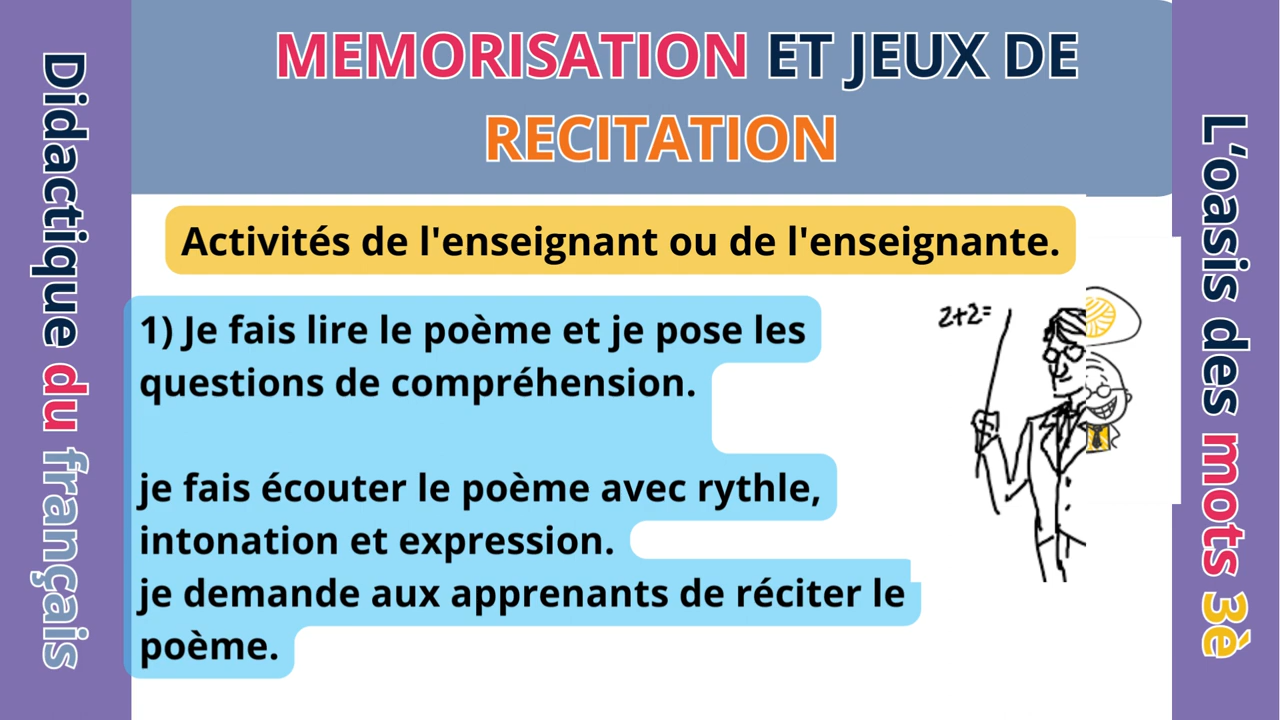 MEMORISATION ET JEUX DE
RECITATION
Didactique du français
L'oasis des mots 3è
Activités de l'enseignant ou de l'enseignante.
1) Je fais lire le poème et je pose les
questions de compréhension.
je fais écouter le poème avec rythle,
intonation et expression.
je demande aux apprenants de réciter le
poème.
2+2=